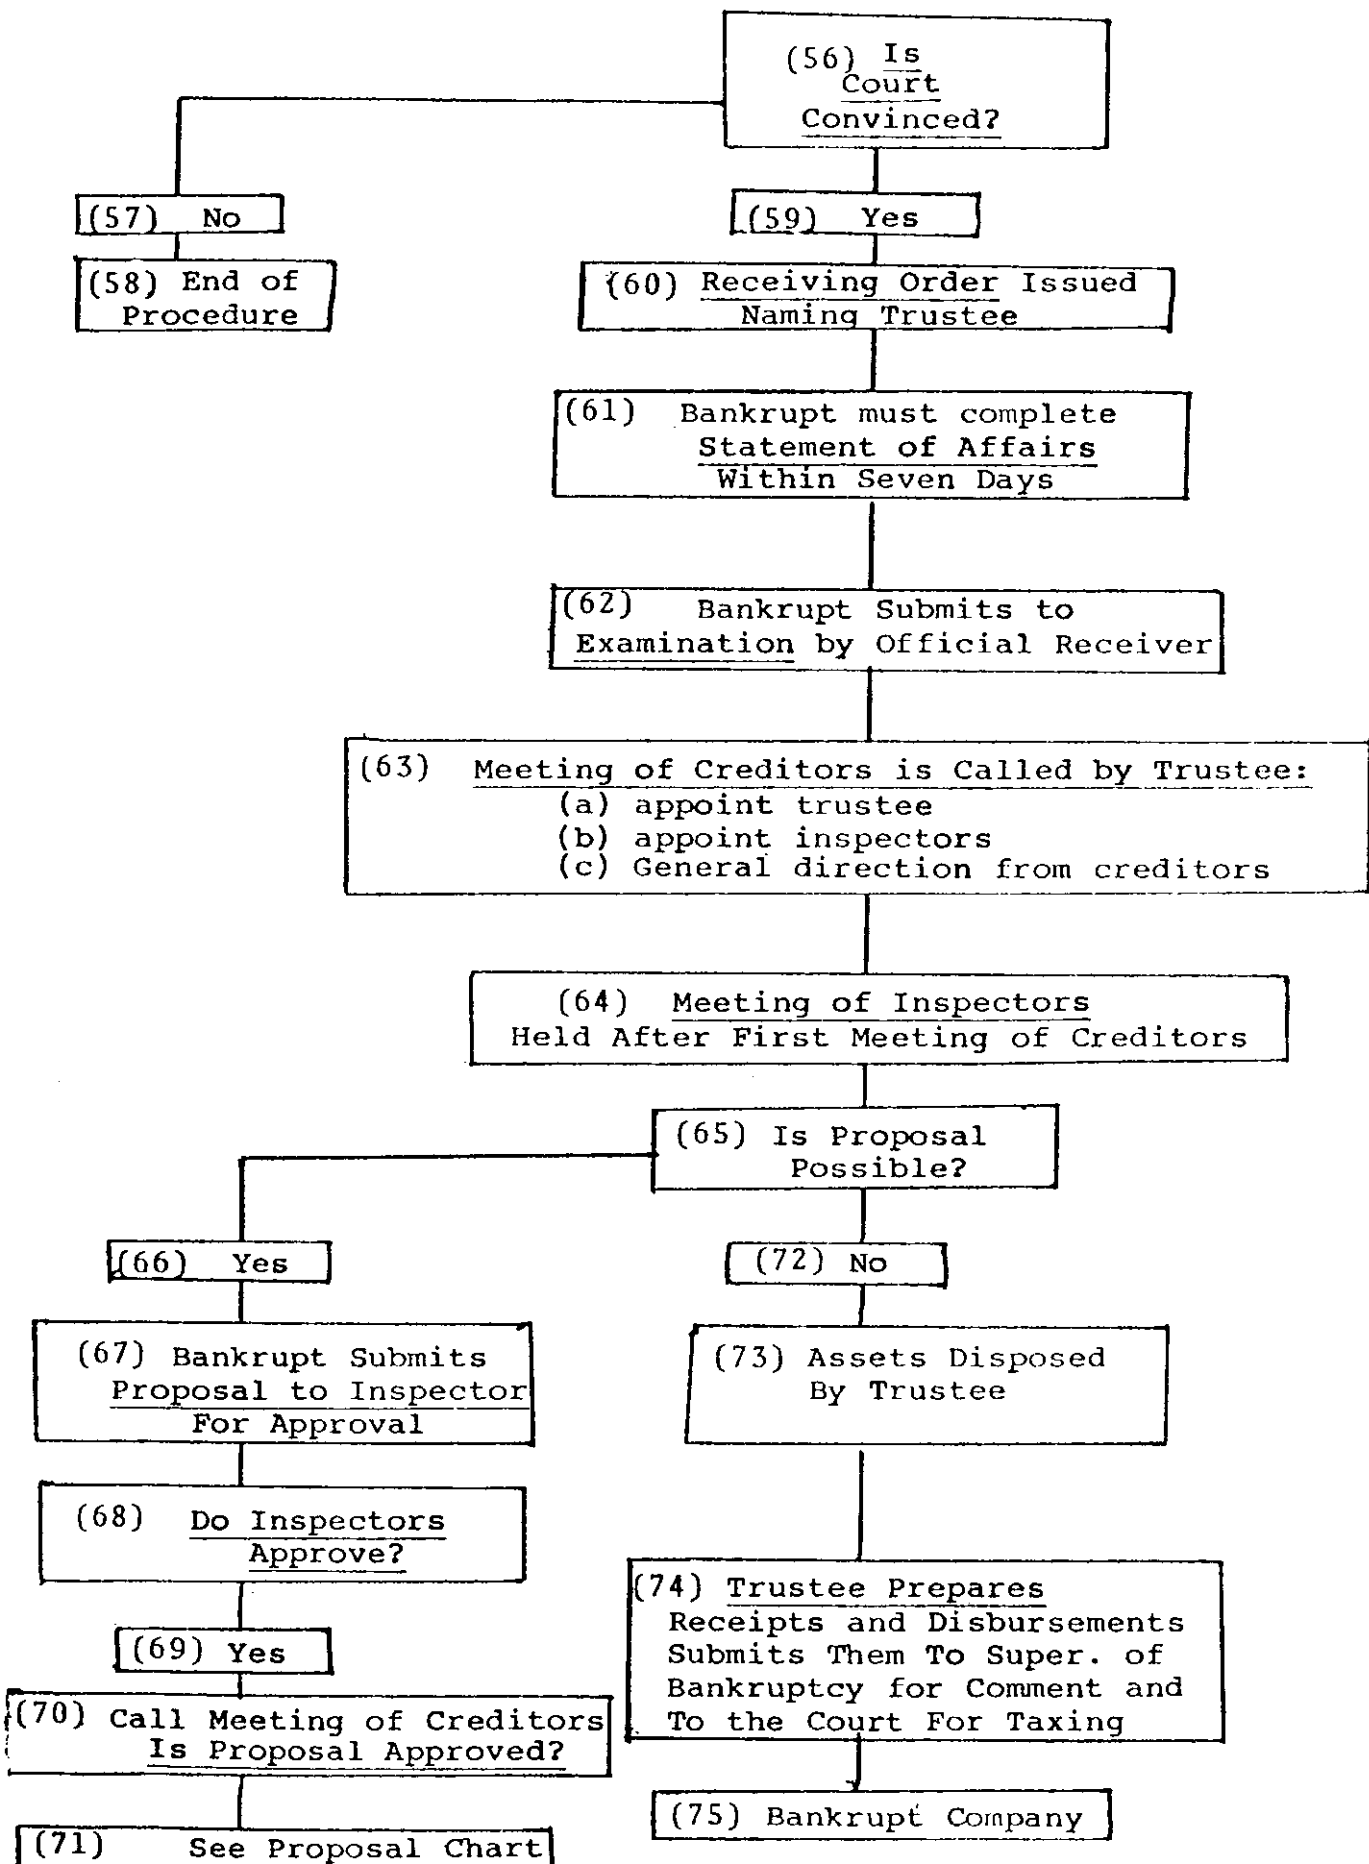 (56) Is
Court
Convinced?
(57) No
(59) Yes
(58) End of
Procedure
(60) Receiving Order Issued
Naming Trustee
(61) Bankrupt must complete
Statement of Affairs
Within Seven Days
(62) Bankrupt Submits to
Examination by Official Receiver
(63) Meeting of Creditors is Called by Trustee:
(a) appoint trustee
(b) appoint inspectors
(c) General direction from creditors
(64) Meeting of Inspectors
Held After First Meeting of Creditors
(65) Is Proposal
Possible?
(66) Yes
(67) Bankrupt Submits
Proposal to Inspector
For Approval
(68) Do Inspectors
Approve?
(69) Yes
(70) Call Meeting of Creditors
Is Proposal Approved?
(71) See Proposal Chart
(72) No
(73) Assets Disposed
By Trustee
(74) Trustee Prepares
Receipts and Disbursements
Submits Them To Super. of
Bankruptcy for Comment and
To the Court For Taxing
(75) Bankrupt Company